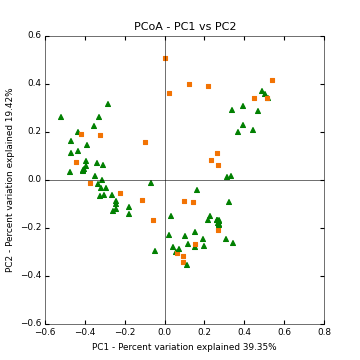 PCoA - PC1 vs PC2
0.6
0.4
0.2
0.0
−0.2
−0.4
−0.6
PC2 - Percent variation explained 19.42%
−0.6 −0.4 −0.2 0.0 0.2 0.4 0.6 0.8
PC1 - Percent variation explained 39.35%